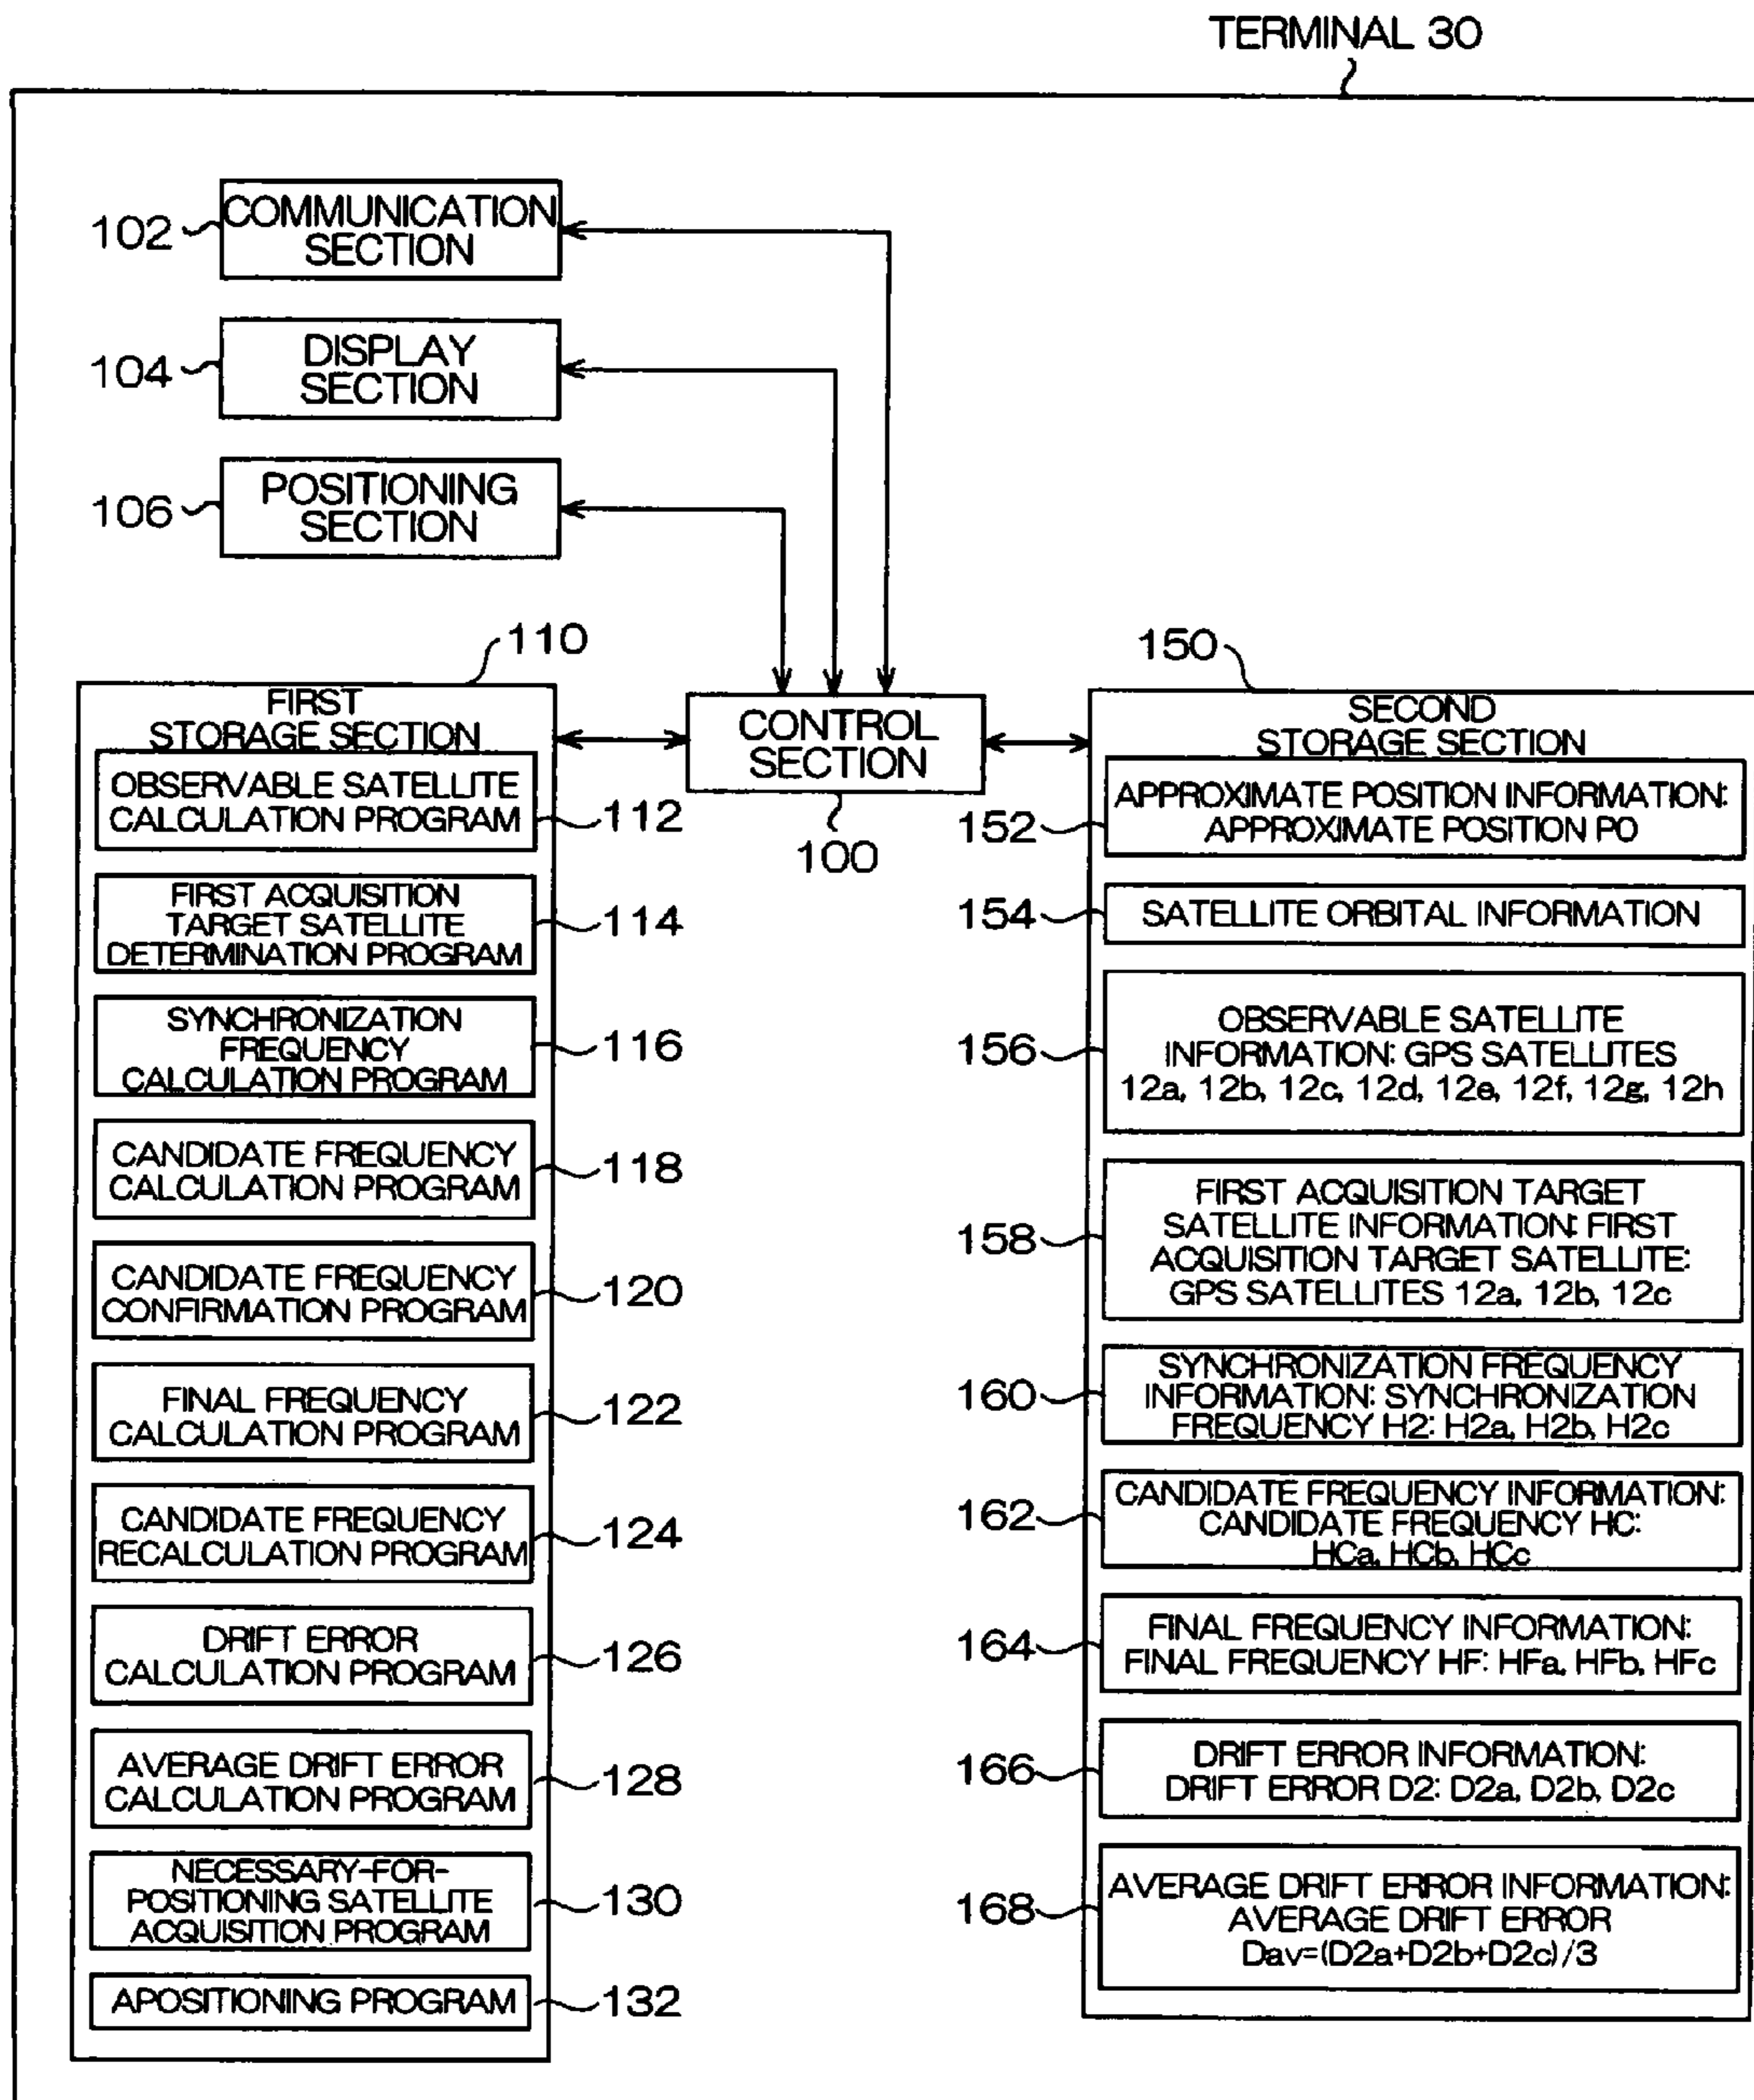 TERMINAL 30
102
COMMUNICATION
SECTION
104
DISPLAY
SECTION
106
POSITIONING
SECTION
110
FIRST
STORAGE SECTION
OBSERVABLE SATELLITE
CALCULATION PROGRAM
112
FIRST ACQUISITION
TARGET SATELLITE
DETERMINATION PROGRAM
114
SYNCHRONIZATION
FREQUENCY
CALCULATION PROGRAM
116
CANDIDATE FREQUENCY
CALCULATION PROGRAM
118
CANDIDATE FREQUENCY
CONFIRMATION PROGRAM
120
FINAL FREQUENCY
CALCULATION PROGRAM
122
CANDIDATE FREQUENCY
RECALCULATION PROGRAM
124
DRIFT ERROR
CALCULATION PROGRAM
126
AVERAGE DRIFT ERROR
CALCULATION PROGRAM
128
NECESSARY-FOR-
POSITIONING SATELLITE
ACQUISITION PROGRAM
130
APOSITIONING PROGRAM
132
CONTROL
SECTION
100
150
SECOND
STORAGE SECTION
152
APPROXIMATE POSITION INFORMATION:
APPROXIMATE POSITION P0
154
SATELLITE ORBITAL INFORMATION
156
OBSERVABLE SATELLITE
INFORMATION: GPS SATELLITES
12a, 12b, 12c, 12d, 12e, 12f, 12g, 12h
158
FIRST ACQUISITION TARGET
SATELLITE INFORMATION: FIRST
ACQUISITION TARGET SATELLITE:
GPS SATELLITES 12a, 12b, 12c
160
SYNCHRONIZATION FREQUENCY
INFORMATION: SYNCHRONIZATION
FREQUENCY H2: H2a, H2b, H2c
162
CANDIDATE FREQUENCY INFORMATION:
CANDIDATE FREQUENCY HC:
HCa, HCb, HCc
164
FINAL FREQUENCY INFORMATION:
FINAL FREQUENCY HF: HFa, HFb, HFc
166
DRIFT ERROR INFORMATION:
DRIFT ERROR D2: D2a, D2b, D2c
168
AVERAGE DRIFT ERROR INFORMATION:
AVERAGE DRIFT ERROR
Dav=(D2a+D2b+D2c)/3